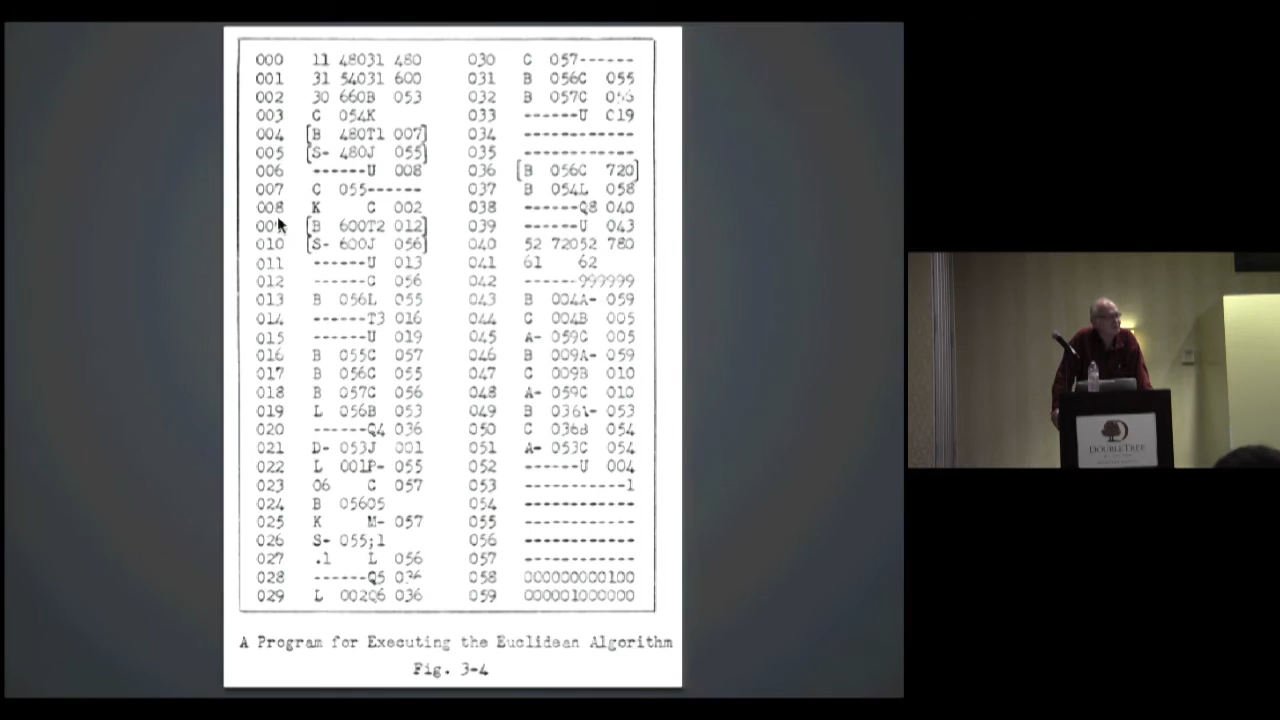 000 11 48031 480
001 31 54031 600
002 30 660B 053
003 C 054K
004 [B 480T1 007]
005 [S- 480J 055]
006 ------U 008
007 C 055------
008 K C 002
009 [B 600T2 012]
010 [S- 600J 056]
011 ------U 013
012 ------C 056
013 B 056L 055
014 ------T3 016
015 ------U 019
016 B 055C 057
017 B 056C 055
018 B 057C 056
019 L 056B 053
020 ------Q4 036
021 D- 053J 001
022 L 001P- 055
023 06 C 057
024 B 05605
025 K M- 057
026 S- 055;1
027 .1 L 056
028 ------Q5 036
029 L 002Q6 036
030 C 057------
031 B 056C 055
032 B 057C 056
033 ------U 019
034 ------------
035 ------------
036 [B 056C 720]
037 B 054L 058
038 ------Q8 040
039 ------U 043
040 52 72052 780
041 61 62
042 ------999999
043 B 004A- 059
044 C 004B 005
045 A- 059C 005
046 B 009A- 059
047 C 009B 010
048 A- 059C 010
049 B 036A- 053
050 C 036B 054
051 A- 053C 054
052 ------U 004
053 -----------1
054 ------------
055 ------------
056 ------------
057 ------------
058 000000000100
059 000001000000
A Program for Executing the Euclidean Algorithm
Fig. 3-4
DOUBLETREE